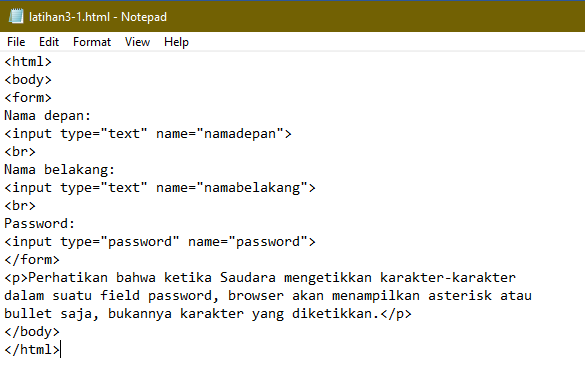 latihan3-1.html - Notepad
File Edit Format View Help
<html>
<body>
<form>
Nama depan:
<input type="text" name="namadepan">
<br>
Nama belakang:
<input type="text" name="namabelakang">
<br>
Password:
<input type="password" name="password">
</form>
<p>Perhatikan bahwa ketika Saudara mengetikkan karakter-karakter
dalam suatu field password, browser akan menampilkan asterisk atau
bullet saja, bukannya karakter yang diketikkan.</p>
</body>
</html>